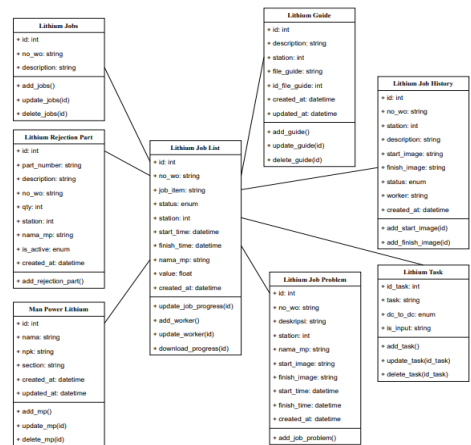 Lithium Jobs
+ id: int
+ no_wo: string
+ description: string
+ add_jobs()
+ update_jobs(id)
+ delete_jobs(id)
Lithium Rejection Part
+ id: int
+ part_number: string
+ description: string
+ no_wo: string
+ qty: int
+ station: int
+ nama_mp: string
+ is_active: enum
+ created_at: datetime
+ add_rejection_part()
Man Power Lithium
+ id: int
+ nama: string
+ npk: string
+ section: string
+ created_at: datetime
+ updated_at: datetime
+ add_mp()
+ update_mp(id)
+ delete_mp(id)
Lithium Job List
+ id: int
+ no_wo: string
+ job_item: string
+ status: enum
+ station: int
+ start_time: datetime
+ finish_time: datetime
+ nama_mp: string
+ value: float
+ created_at: datetime
+ update_job_progress(id)
+ add_worker()
+ update_worker(id)
+ download_progress(id)
Lithium Guide
+ id: int
+ description: string
+ station: int
+ file_guide: string
+ id_file_guide: int
+ created_at: datetime
+ updated_at: datetime
+ add_guide()
+ update_guide(id)
+ delete_guide(id)
Lithium Job Problem
+ id: int
+ no_wo: string
+ deskripsi: string
+ station: int
+ nama_mp: string
+ start_image: string
+ finish_image: string
+ start_time: datetime
+ finish_time: datetime
+ created_at: datetime
+ add_job_problem()
Lithium Job History
+ id: int
+ no_wo: string
+ station: int
+ description: string
+ start_image: string
+ finish_image: string
+ status: enum
+ worker: string
+ created_at: datetime
+ add_start_image(id)
+ add_finish_image(id)
Lithium Task
+ id_task: int
+ task: string
+ dc_to_dc: enum
+ is_input: string
+ add_task()
+ update_task(id_task)
+ delete_task(id_task)